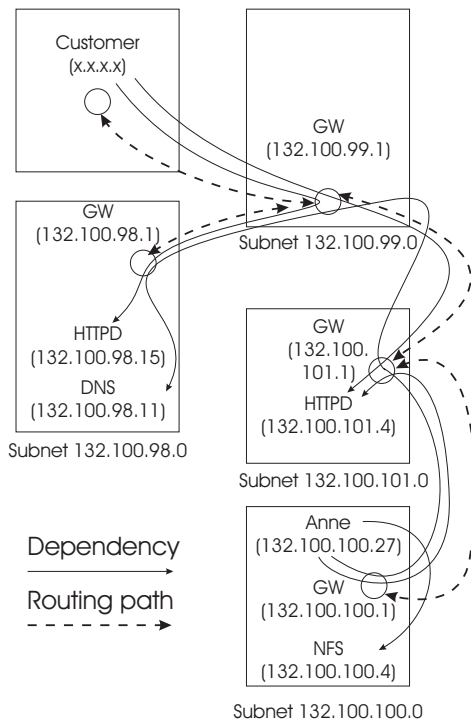 Customer
(x.x.x.x)
GW
(132.100.99.1)
Subnet 132.100.99.0
GW
(132.100.98.1)
HTTPD
(132.100.98.15)
DNS
(132.100.98.11)
Subnet 132.100.98.0
GW
(132.100.
101.1)
HTTPD
(132.100.101.4)
Subnet 132.100.101.0
Anne
(132.100.100.27)
GW
(132.100.100.1)
NFS
(132.100.100.4)
Subnet 132.100.100.0
Dependency
Routing path